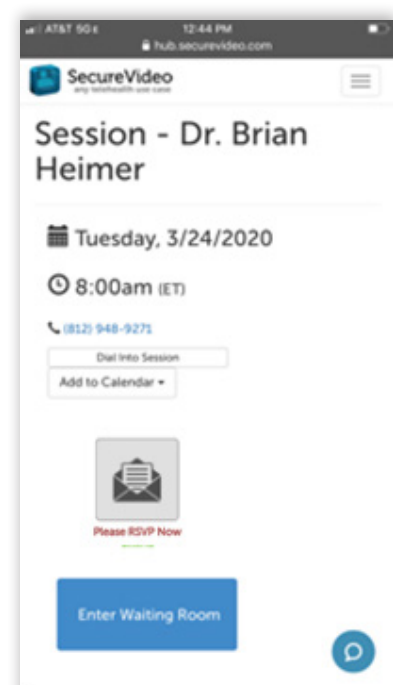 AT&T 5G E 12:44 PM
hub.securevideo.com
SecureVideo
any telehealth use case
Session - Dr. Brian
Heimer
Tuesday, 3/24/2020
8:00am (ET)
(812) 948-9271
Dial Into Session
Add to Calendar
Please RSVP Now
Enter Waiting Room